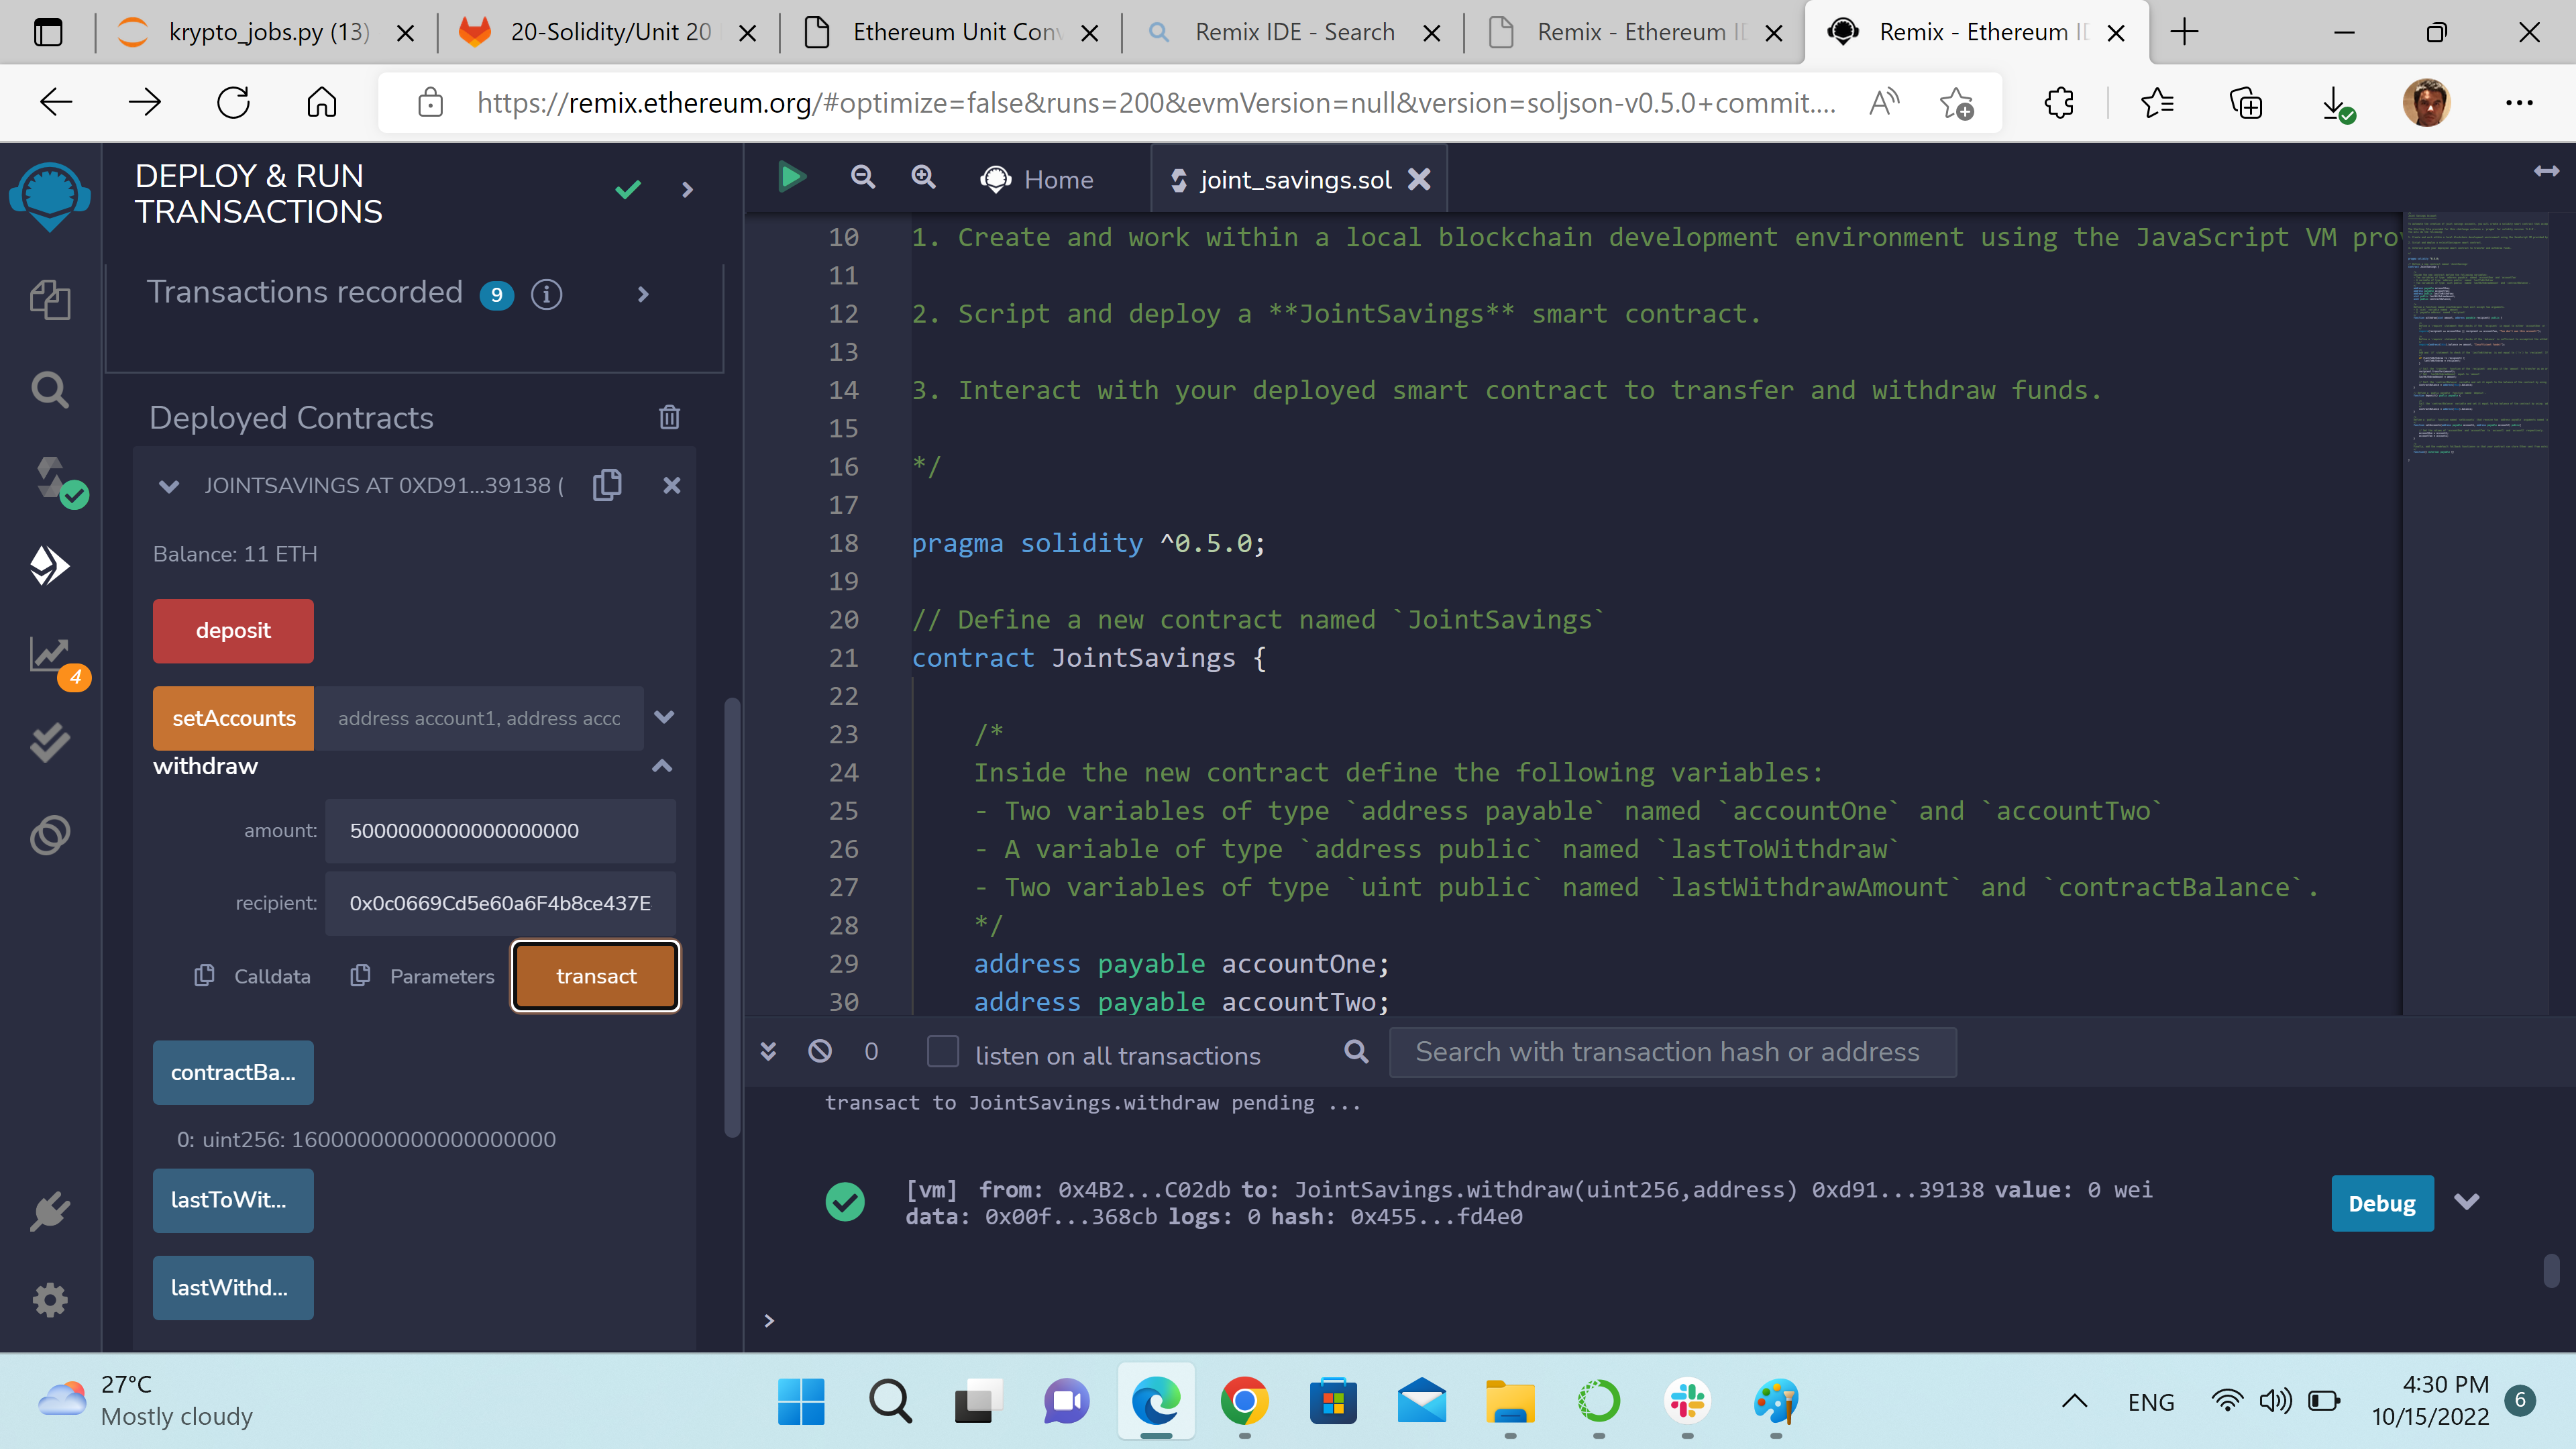 krypto_jobs.py (13)
20-Solidity/Unit 20
Ethereum Unit Conv
Remix IDE - Search
Remix - Ethereum ID
Remix - Ethereum ID
https://remix.ethereum.org/#optimize=false&runs=200&evmVersion=null&version=soljson-v0.5.0+commit....
DEPLOY & RUN
TRANSACTIONS
Transactions recorded 9
Deployed Contracts
JOINTSAVINGS AT 0XD91...39138 (
Balance: 11 ETH
deposit
setAccounts address account1, address accc
4
withdraw
amount: 5000000000000000000
recipient: 0x0c0669Cd5e60a6F4b8ce437E
Calldata Parameters transact
contractBa...
0: uint256: 16000000000000000000
lastToWit...
lastWithd...
Home
joint_savings.sol
10 1. Create and work within a local blockchain development environment using the JavaScript VM prov
11
12 2. Script and deploy a **JointSavings** smart contract.
13
14 3. Interact with your deployed smart contract to transfer and withdraw funds.
15
16 */
17
18 pragma solidity ^0.5.0;
19
20 // Define a new contract named `JointSavings`
21 contract JointSavings {
22
23 /*
24 Inside the new contract define the following variables:
25 - Two variables of type `address payable` named `accountOne` and `accountTwo`
26 - A variable of type `address public` named `lastToWithdraw`
27 - Two variables of type `uint public` named `lastWithdrawAmount` and `contractBalance`.
28 */
29 address payable accountOne;
30 address payable accountTwo;
0 listen on all transactions Search with transaction hash or address
transact to JointSavings.withdraw pending ...
[vm] from: 0x4B2...C02db to: JointSavings.withdraw(uint256,address) 0xd91...39138 value: 0 wei
data: 0x00f...368cb logs: 0 hash: 0x455...fd4e0
Debug
>
27°C
Mostly cloudy
ENG
4:30 PM
10/15/2022
6